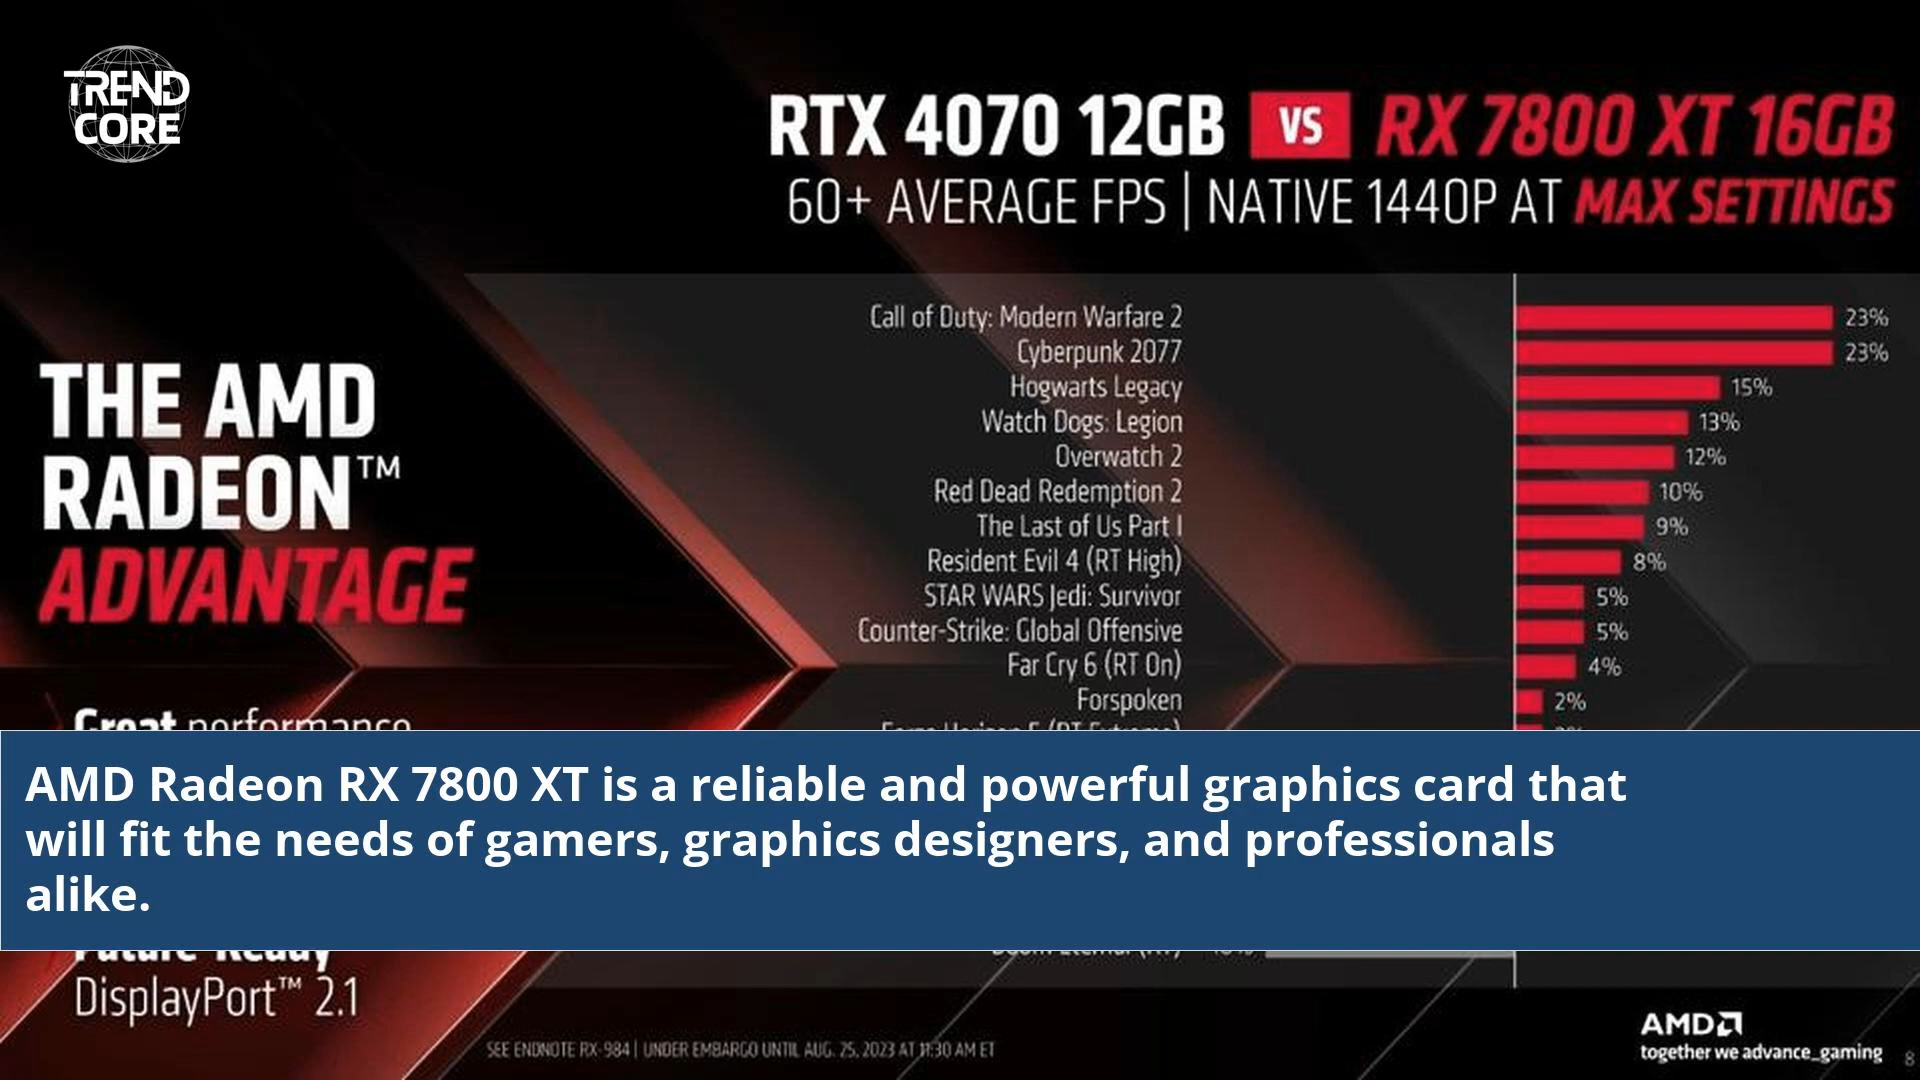 TREND
CORE
RTX 4070 12GB VS RX 7800 XT 16GB
60+ AVERAGE FPS | NATIVE 1440P AT MAX SETTINGS
THE AMD
RADEON™
ADVANTAGE
Call of Duty: Modern Warfare 2 23%
Cyberpunk 2077 23%
Hogwarts Legacy 15%
Watch Dogs: Legion 13%
Overwatch 2 12%
Red Dead Redemption 2 10%
The Last of Us Part I 9%
Resident Evil 4 (RT High) 8%
STAR WARS Jedi: Survivor 5%
Counter-Strike: Global Offensive 5%
Far Cry 6 (RT On) 4%
Forspoken 2%
Great performance
AMD Radeon RX 7800 XT is a reliable and powerful graphics card that
will fit the needs of gamers, graphics designers, and professionals
alike.
DisplayPort™ 2.1
SEE ENDNOTE RX-984 | UNDER EMBARGO UNTIL AUG. 25, 2023 AT 11:30 AM ET
AMD
together we advance_gaming
8